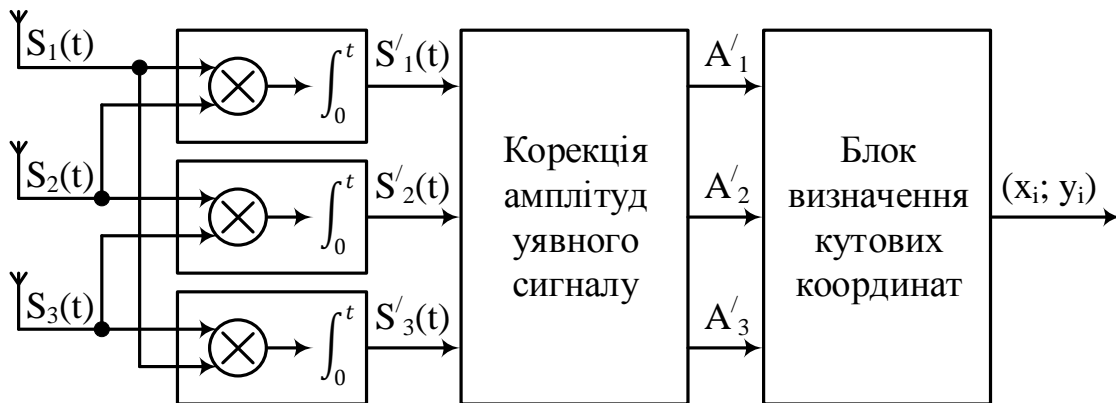 S₁(t)
∫₀ᵗ
S′₁(t)
A′₁
S₂(t)
∫₀ᵗ
S′₂(t)
A′₂
S₃(t)
∫₀ᵗ
S′₃(t)
A′₃
Корекція
амплітуд
уявного
сигналу
Блок
визначення
кутових
координат
(xᵢ; yᵢ)